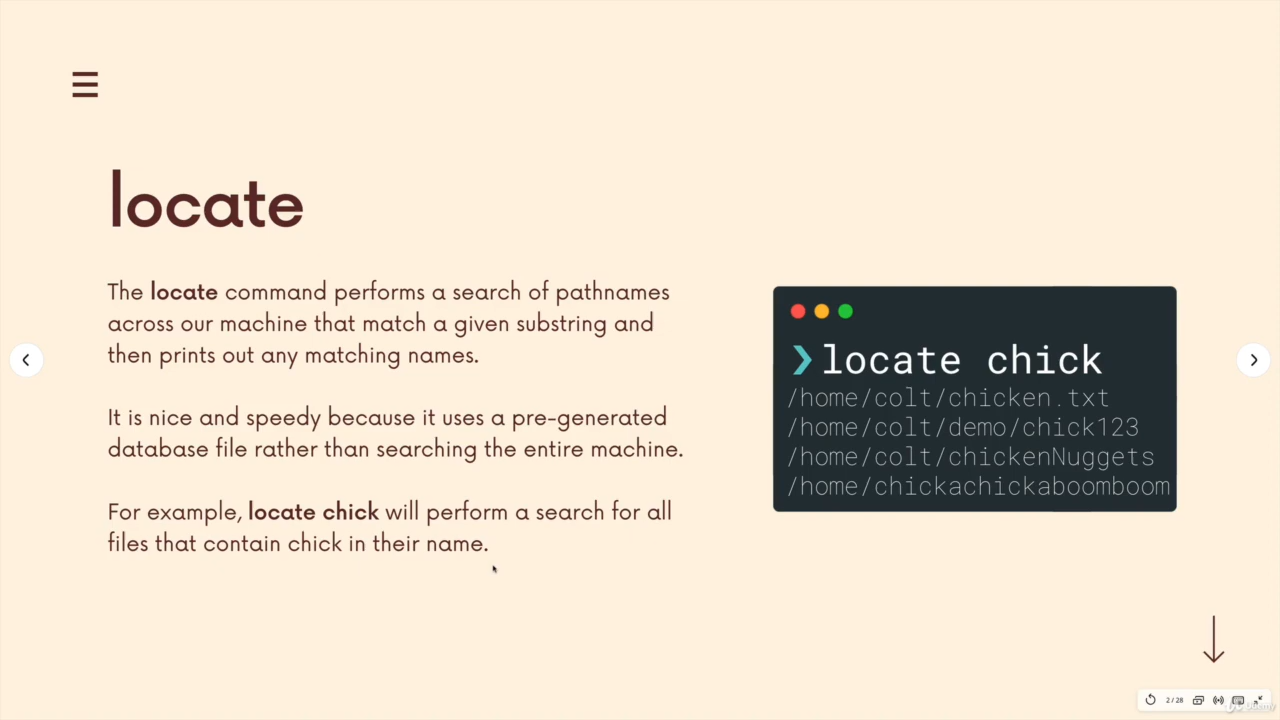 locate
The locate command performs a search of pathnames
across our machine that match a given substring and
then prints out any matching names.
It is nice and speedy because it uses a pre-generated
database file rather than searching the entire machine.
For example, locate chick will perform a search for all
files that contain chick in their name.
❯locate chick
/home/colt/chicken.txt
/home/colt/demo/chick123
/home/colt/chickenNuggets
/home/chickachickaboomboom
2 / 28
Udemy